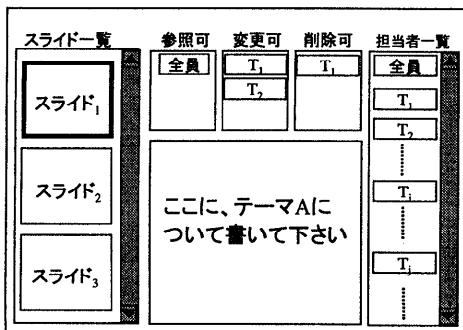 スライド一覧
スライド1
スライド2
スライド3
参照可
全員
変更可
T1
T2
削除可
T1
ここに、テーマAに
ついて書いて下さい
担当者一覧
全員
T1
T2
Ti
Tj